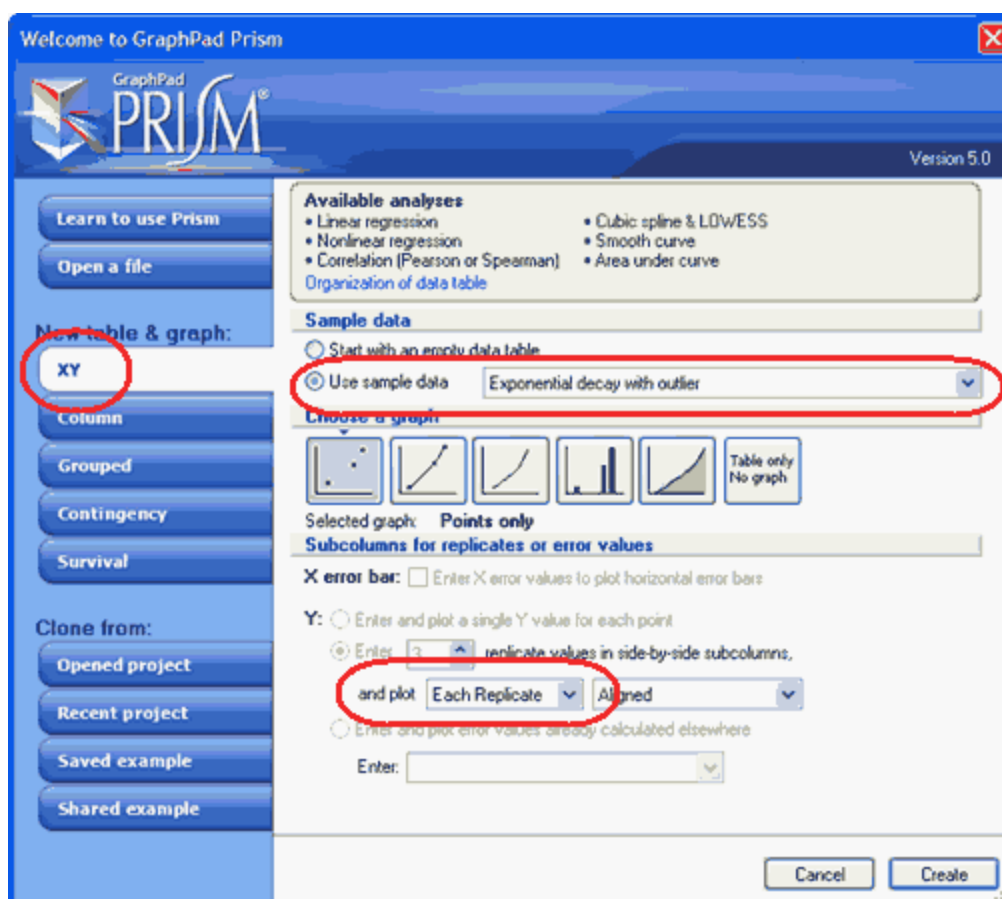 Welcome to GraphPad Prism
GraphPad
PRISM®
Version 5.0
Learn to use Prism
Open a file
New table & graph:
XY
Column
Grouped
Contingency
Survival
Clone from:
Opened project
Recent project
Saved example
Shared example
Available analyses
• Linear regression
• Nonlinear regression
• Correlation (Pearson or Spearman)
• Cubic spline & LOWESS
• Smooth curve
• Area under curve
Organization of data table
Sample data
Start with an empty data table
Use sample data Exponential decay with outlier
Choose a graph
Table only
No graph
Selected graph: Points only
Subcolumns for replicates or error values
X error bar: Enter X error values to plot horizontal error bars
Y: Enter and plot a single Y value for each point
Enter 3 replicate values in side-by-side subcolumns,
and plot Each Replicate Aligned
Enter and plot error values already calculated elsewhere
Enter:
Cancel Create